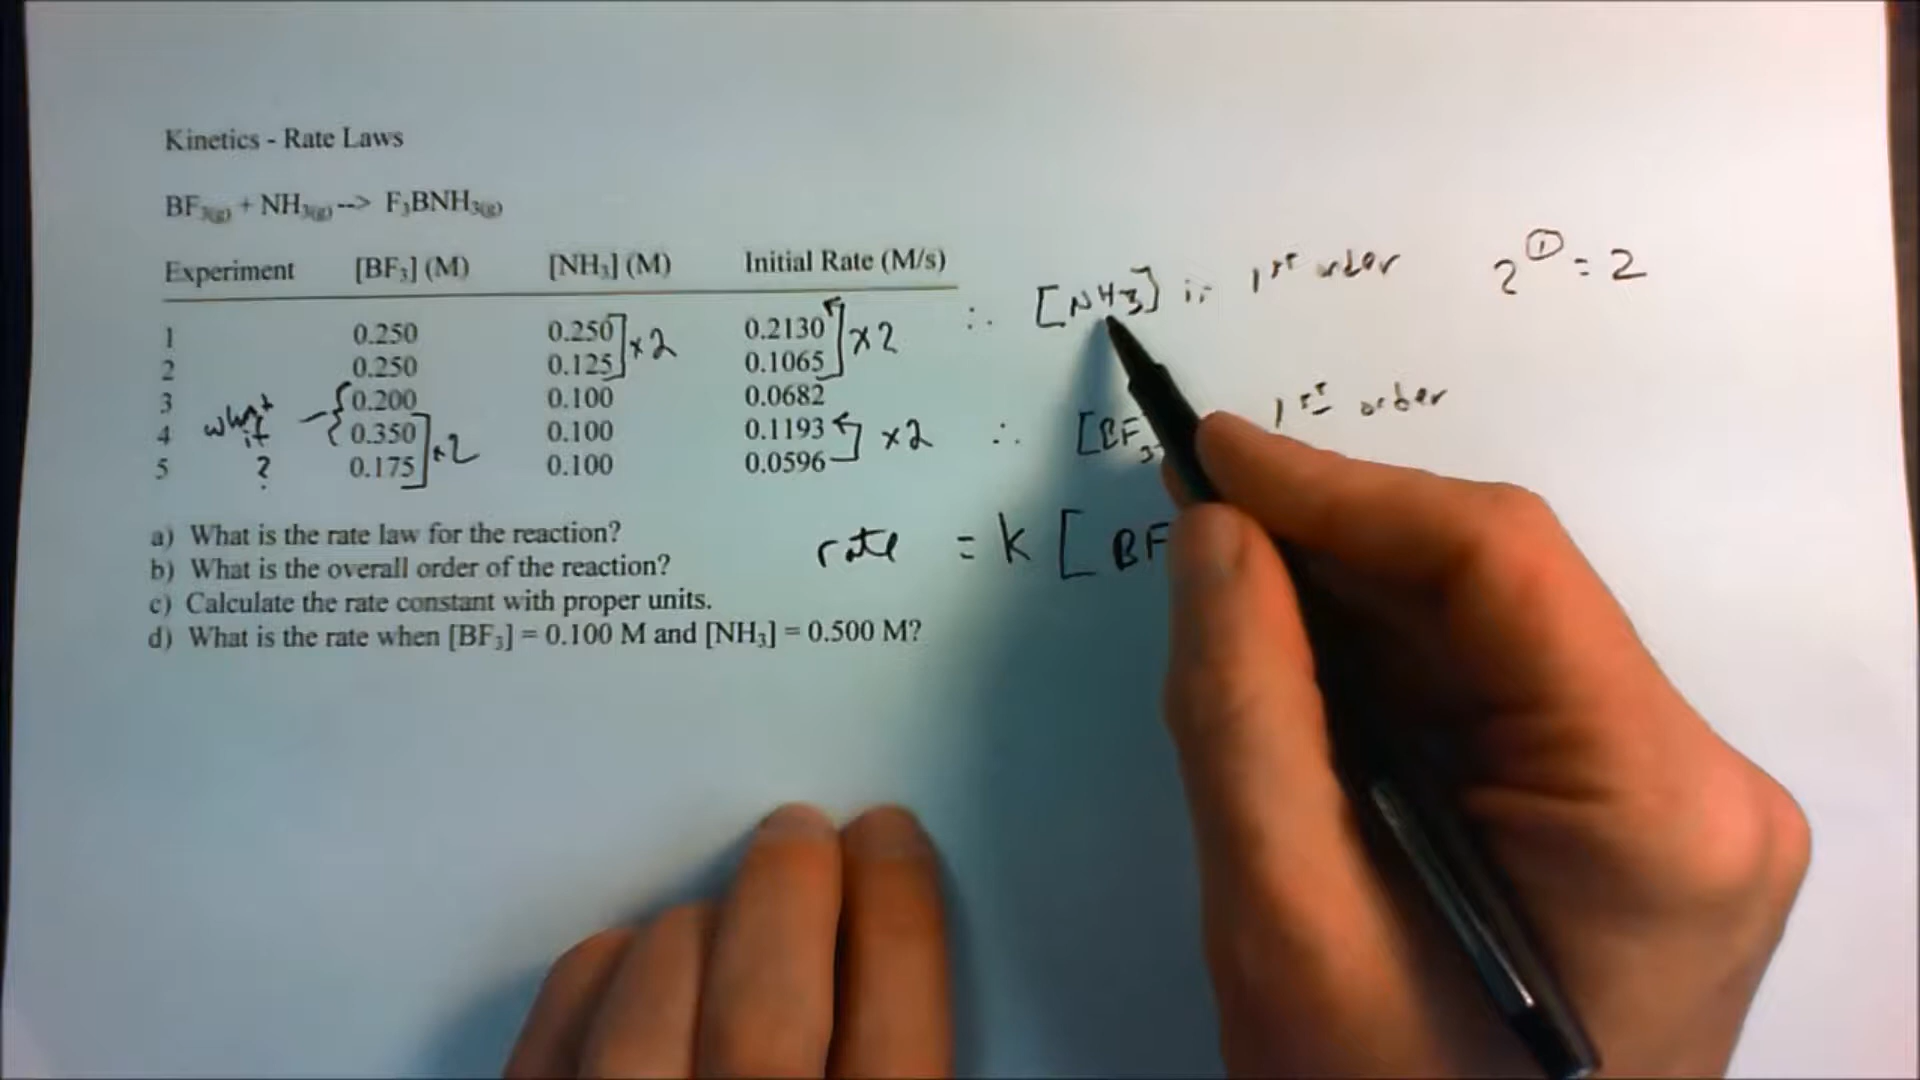 Kinetics - Rate Laws
BF3(g) + NH3(g) --> F3BNH3(g)
Experiment [BF3] (M) [NH3] (M) Initial Rate (M/s)
1 0.250 0.250 0.2130
2 0.250 0.125 0.1065
3 0.200 0.100 0.0682
4 0.350 0.100 0.1193
5 0.175 0.100 0.0596
x2
x2
∴ [NH3] is 1st order 2^1 = 2
what if ?
x2
x2
∴ [BF3 1st order
a) What is the rate law for the reaction?
b) What is the overall order of the reaction?
c) Calculate the rate constant with proper units.
d) What is the rate when [BF3] = 0.100 M and [NH3] = 0.500 M?
rate = k [ BF